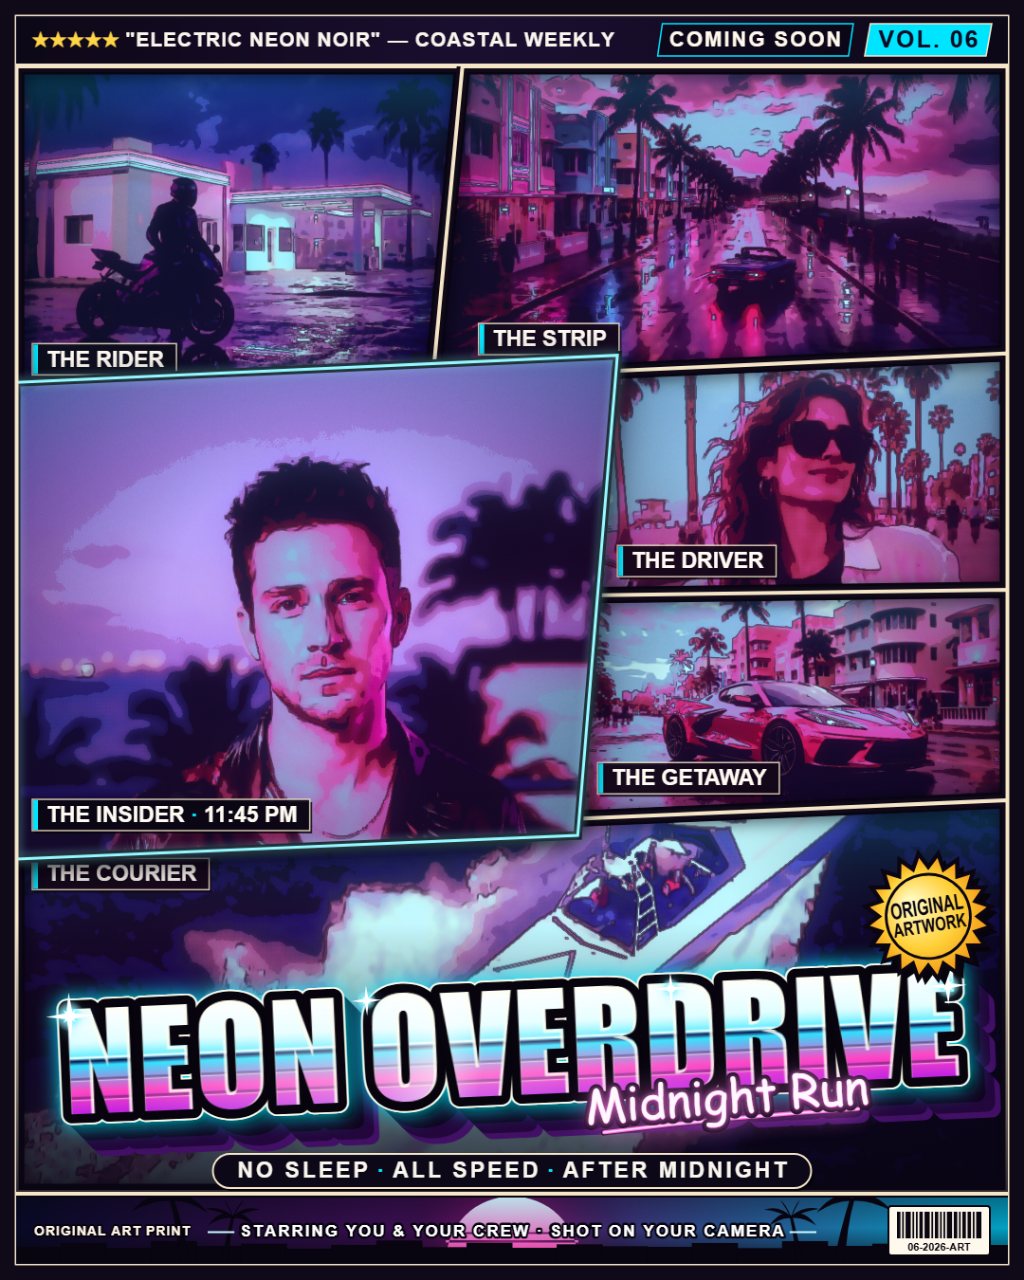 ★★★★★ "ELECTRIC NEON NOIR" — COASTAL WEEKLY
COMING SOON
VOL. 06
THE RIDER
THE STRIP
THE DRIVER
THE GETAWAY
THE INSIDER · 11:45 PM
THE COURIER
ORIGINAL
ARTWORK
NEON OVERDRIVE
Midnight Run
NO SLEEP · ALL SPEED · AFTER MIDNIGHT
ORIGINAL ART PRINT
— STARRING YOU & YOUR CREW · SHOT ON YOUR CAMERA —
06-2026-ART